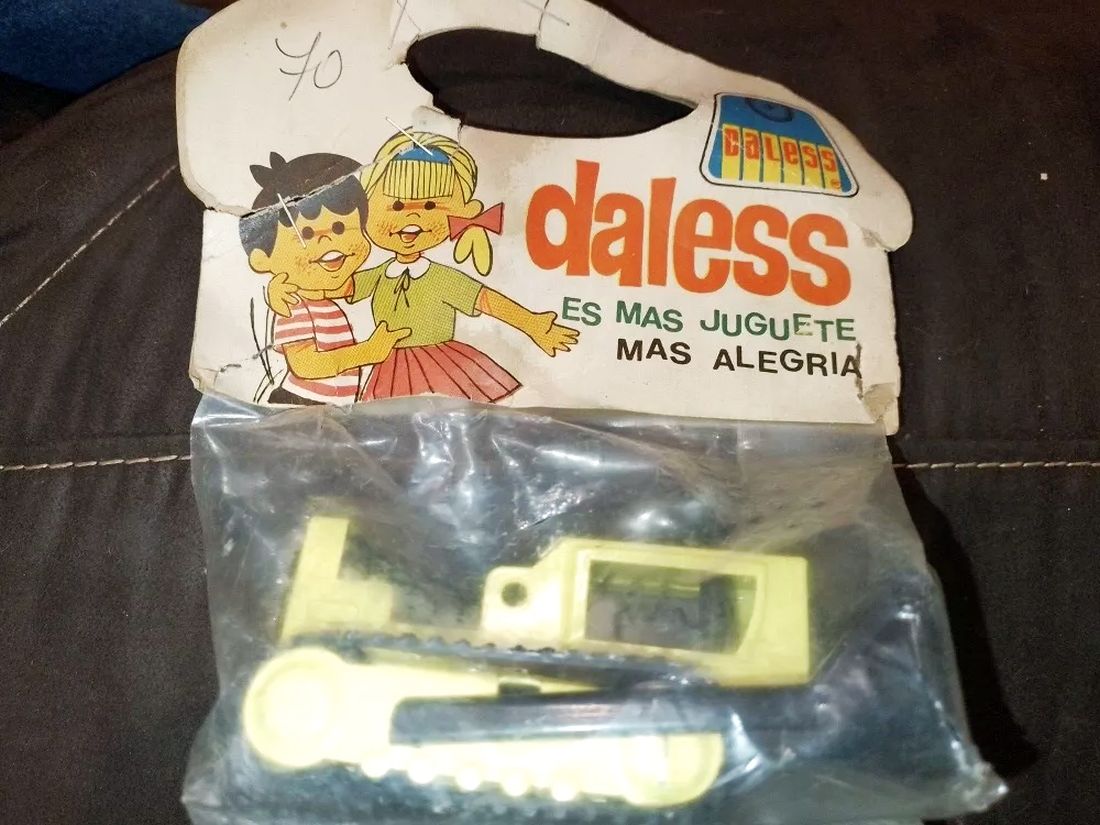 70
DALESS
daless
ES MAS JUGUETE
MAS ALEGRIA